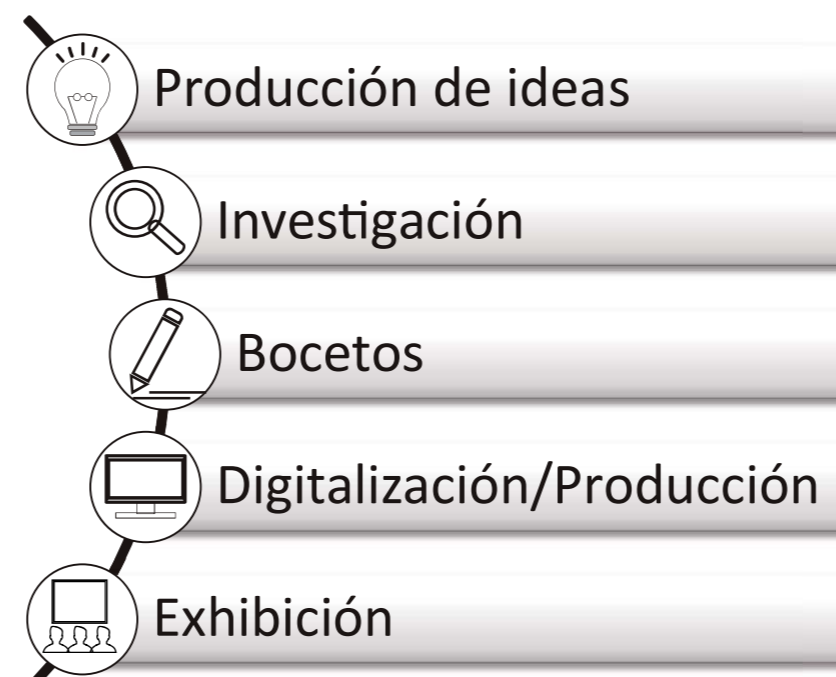 Producción de ideas
Investigación
Bocetos
Digitalización/Producción
Exhibición